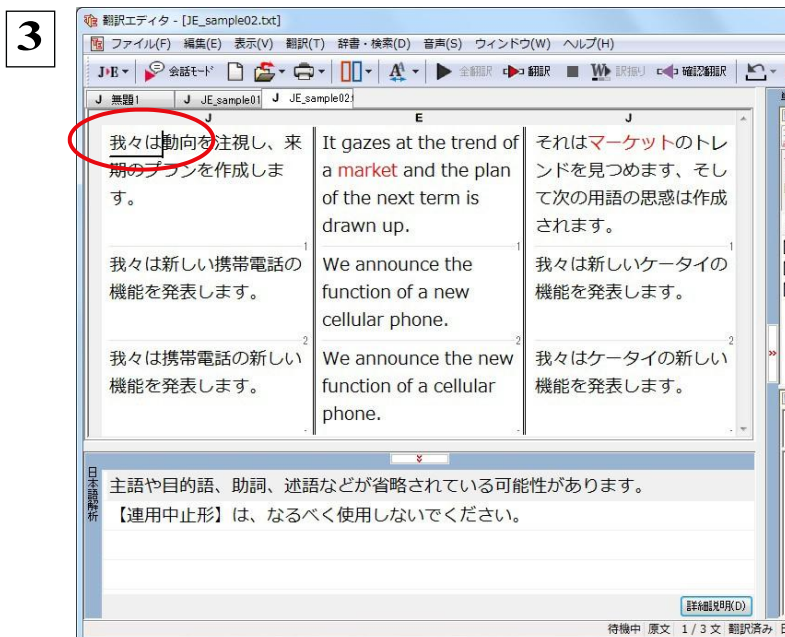 3
翻訳エディタ - [JE_sample02.txt]
ファイル(F) 編集(E) 表示(V) 翻訳(T) 辞書・検索(D) 音声(S) ウィンドウ(W) ヘルプ(H)
J▸E 会話モード 全翻訳 翻訳 訳振り 確認翻訳
J 無題1 J JE_sample01 J JE_sample02
J
我々は動向を注視し、来
期のプランを作成しま
す。
1
我々は新しい携帯電話の
機能を発表します。
2
我々は携帯電話の新しい
機能を発表します。
E
It gazes at the trend of
a market and the plan
of the next term is
drawn up.
1
We announce the
function of a new
cellular phone.
2
We announce the new
function of a cellular
phone.
J
それはマーケットのトレ
ンドを見つめます、そし
て次の用語の思惑は作成
されます。
1
我々は新しいケータイの
機能を発表します。
2
我々はケータイの新しい
機能を発表します。
日本語解析
主語や目的語、助詞、述語などが省略されている可能性があります。
【連用中止形】は、なるべく使用しないでください。
詳細説明(D)
待機中 原文 1 / 3 文 翻訳済み